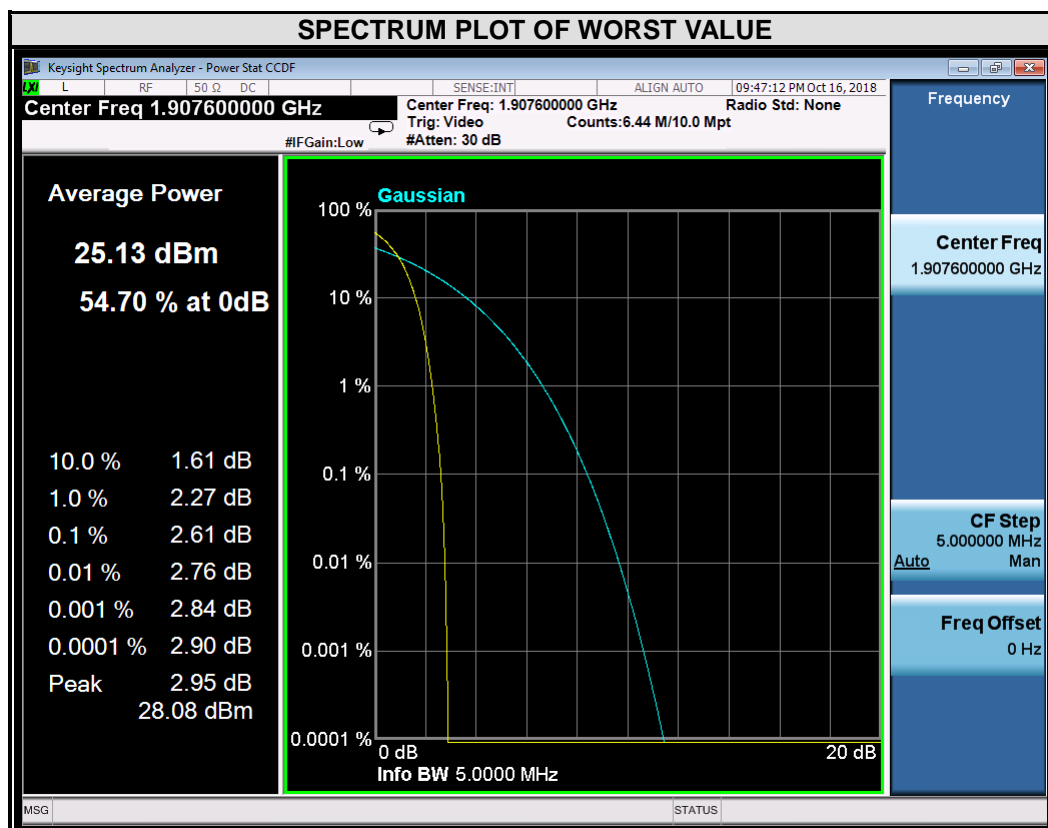 SPECTRUM PLOT OF WORST VALUE
Keysight Spectrum Analyzer - Power Stat CCDF
LXI L RF 50 Ω DC SENSE:INT ALIGN AUTO 09:47:12 PM Oct 16, 2018
Center Freq 1.907600000 GHz
Center Freq: 1.907600000 GHz Radio Std: None
Trig: Video Counts:6.44 M/10.0 Mpt
#IFGain:Low #Atten: 30 dB
Frequency
Average Power
25.13 dBm
54.70 % at 0dB
10.0 % 1.61 dB
1.0 % 2.27 dB
0.1 % 2.61 dB
0.01 % 2.76 dB
0.001 % 2.84 dB
0.0001 % 2.90 dB
Peak 2.95 dB
28.08 dBm
Gaussian
100 %
10 %
1 %
0.1 %
0.01 %
0.001 %
0.0001 %
0 dB 20 dB
Info BW 5.0000 MHz
Center Freq
1.907600000 GHz
CF Step
5.000000 MHz
Auto Man
Freq Offset
0 Hz
MSG STATUS